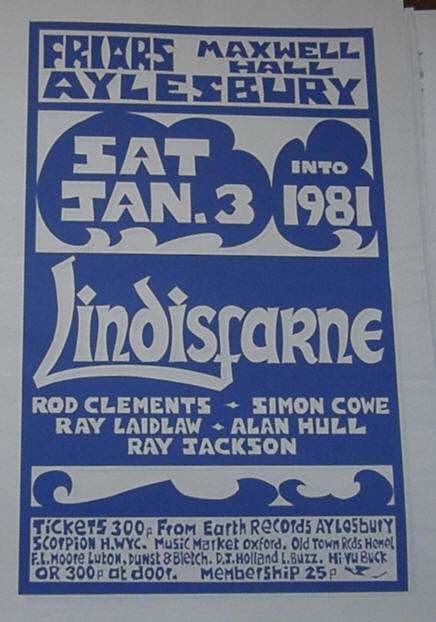 FRIARS MAXWELL HALL
AYLESBURY
SAT
JAN. 3
INTO
1981
Lindisfarne
ROD CLEMENTS - SIMON COWE
RAY LAIDLAW - ALAN HULL
RAY JACKSON
TICKETS 300p From Earth Records AYLesbury
SCORPION H.WYC. Music Market Oxford. Old Town Rcds Hemel
F.L. Moore Luton, Dunst & Bletch. D.J. Holland L. Buzz. Hi Vu Buck
OR 300p at door. Membership 25p